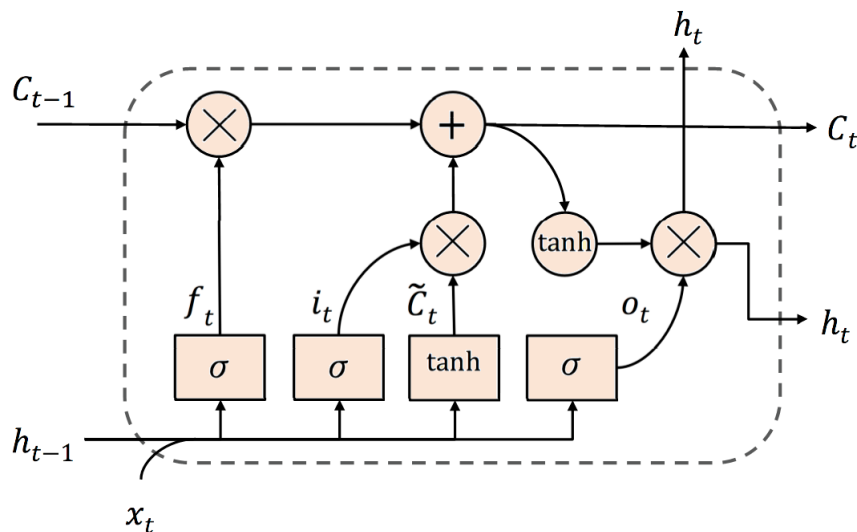 h_t
C_{t-1}
×
+
C_t
tanh
×
×
f_t
i_t
C̃_t
o_t
h_t
σ
σ
tanh
σ
h_{t-1}
x_t